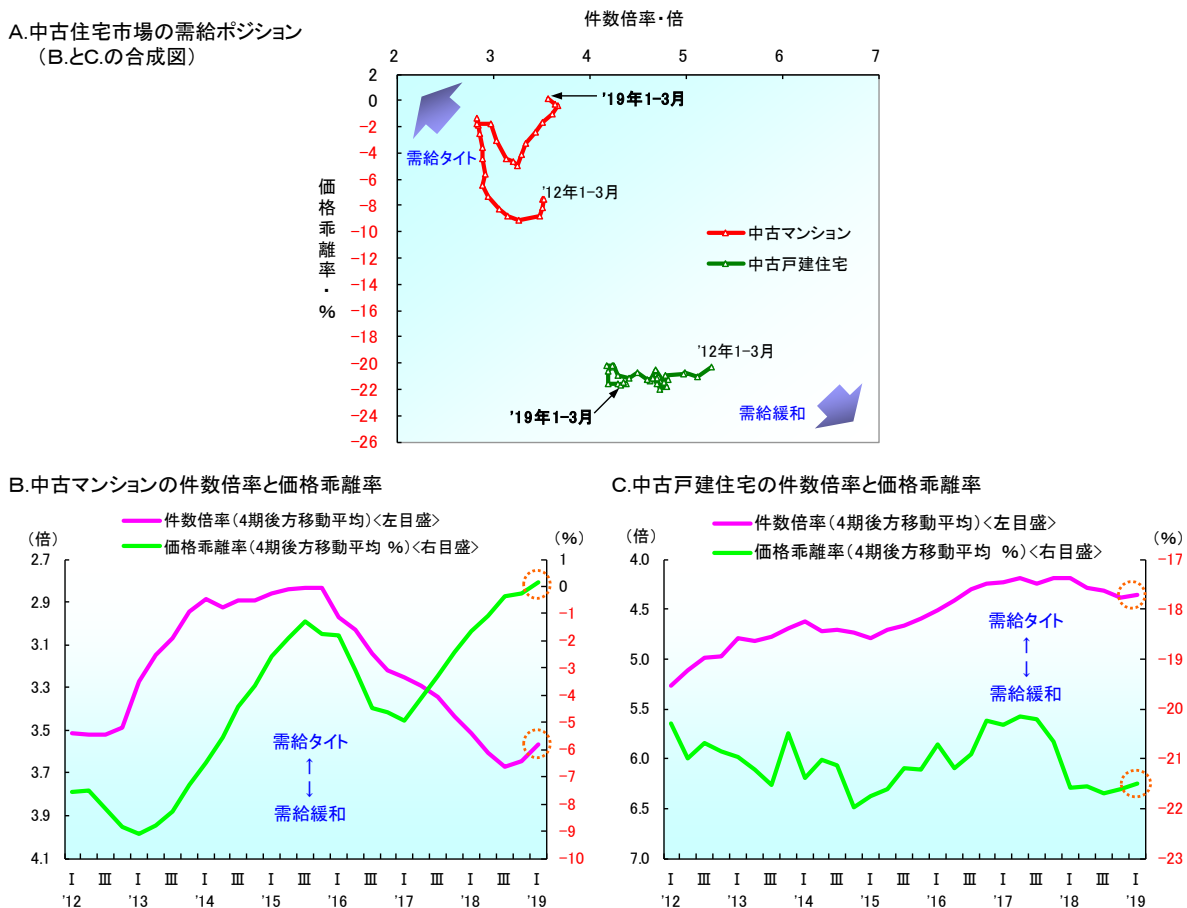 A.中古住宅市場の需給ポジション
（B.とC.の合成図）
件数倍率・倍
2 3 4 5 6 7
価格乖離率・%
2
0
-2
-4
-6
-8
-10
-12
-14
-16
-18
-20
-22
-24
-26
'19年1-3月
需給タイト
'12年1-3月
中古マンション
中古戸建住宅
'12年1-3月
'19年1-3月
需給緩和
B.中古マンションの件数倍率と価格乖離率
件数倍率（4期後方移動平均）<左目盛>
価格乖離率（4期後方移動平均 %）<右目盛>
（倍）
（%）
2.7
2.9
3.1
3.3
3.5
3.7
3.9
4.1
1
0
-1
-2
-3
-4
-5
-6
-7
-8
-9
-10
需給タイト
↑
↓
需給緩和
Ⅰ Ⅲ Ⅰ Ⅲ Ⅰ Ⅲ Ⅰ Ⅲ Ⅰ Ⅲ Ⅰ Ⅲ Ⅰ Ⅲ Ⅰ
'12 '13 '14 '15 '16 '17 '18 '19
C.中古戸建住宅の件数倍率と価格乖離率
件数倍率（4期後方移動平均）<左目盛>
価格乖離率（4期後方移動平均 %）<右目盛>
（倍）
（%）
4.0
4.5
5.0
5.5
6.0
6.5
7.0
-17
-18
-19
-20
-21
-22
-23
需給タイト
↑
↓
需給緩和
Ⅰ Ⅲ Ⅰ Ⅲ Ⅰ Ⅲ Ⅰ Ⅲ Ⅰ Ⅲ Ⅰ Ⅲ Ⅰ Ⅲ Ⅰ
'12 '13 '14 '15 '16 '17 '18 '19